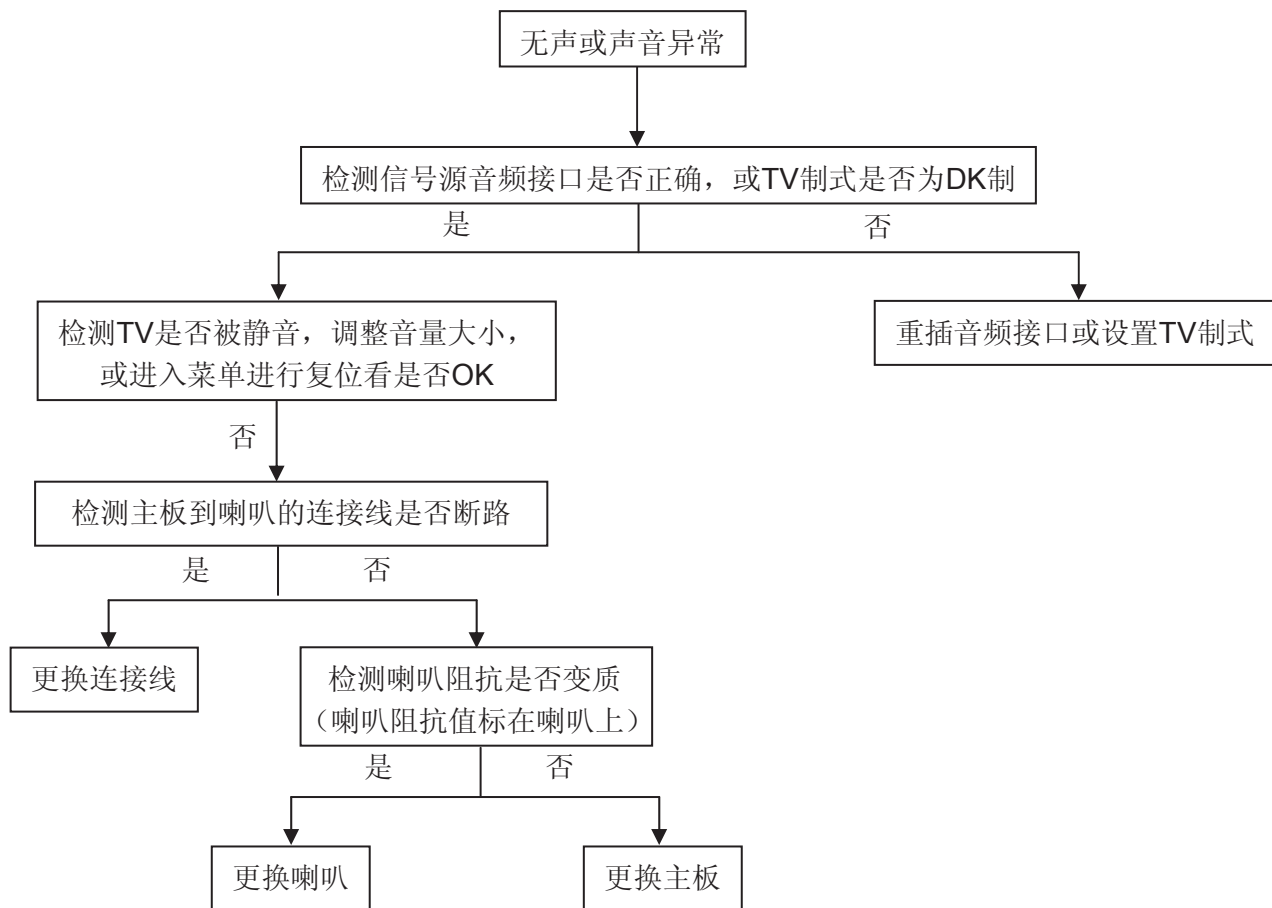 无声或声音异常
检测信号源音频接口是否正确，或TV制式是否为DK制
是
否
检测TV是否被静音，调整音量大小，
或进入菜单进行复位看是否OK
重插音频接口或设置TV制式
否
检测主板到喇叭的连接线是否断路
是
否
更换连接线
检测喇叭阻抗是否变质
（喇叭阻抗值标在喇叭上）
是
否
更换喇叭
更换主板